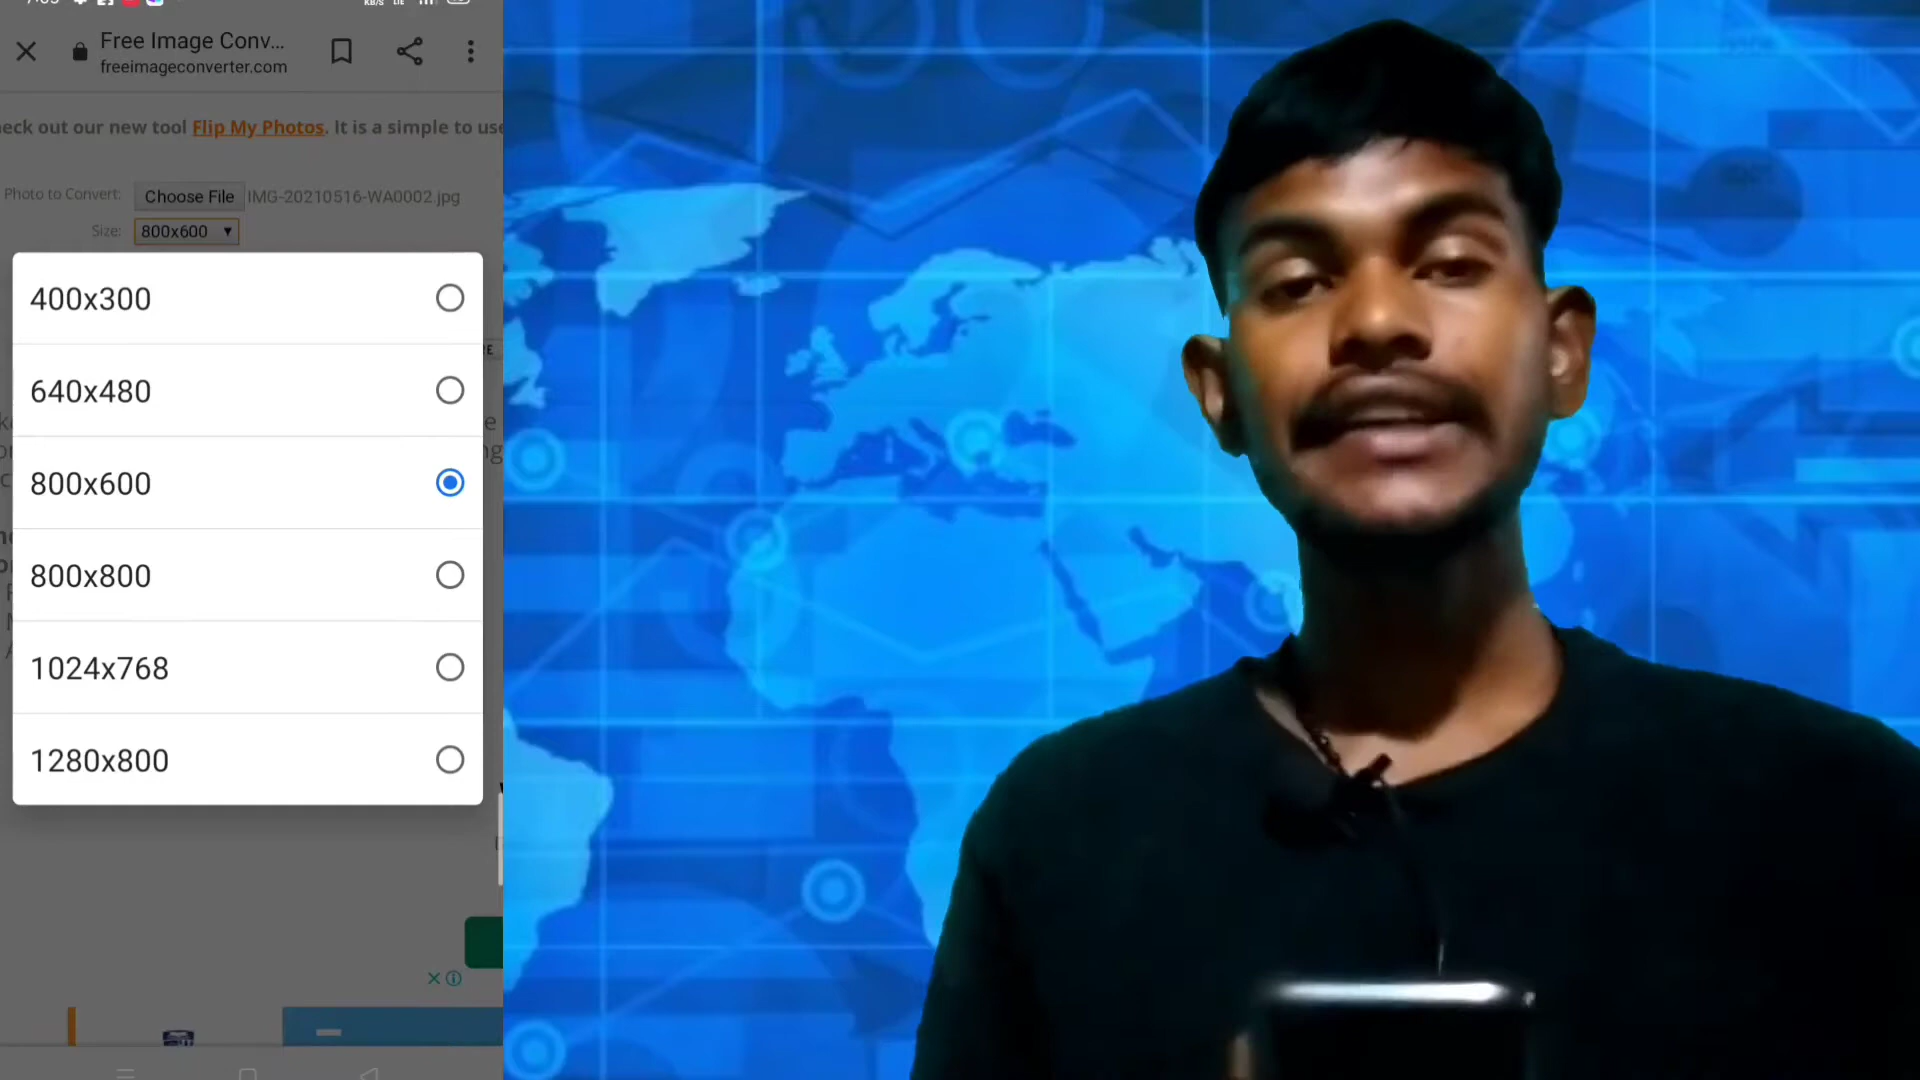 Free Image Conv...
freeimageconverter.com
eck out our new tool Flip My Photos. It is a simple to use
Photo to Convert: Choose File IMG-20210516-WA0002.jpg
Size: 800x600
400x300
640x480
800x600
800x800
1024x768
1280x800